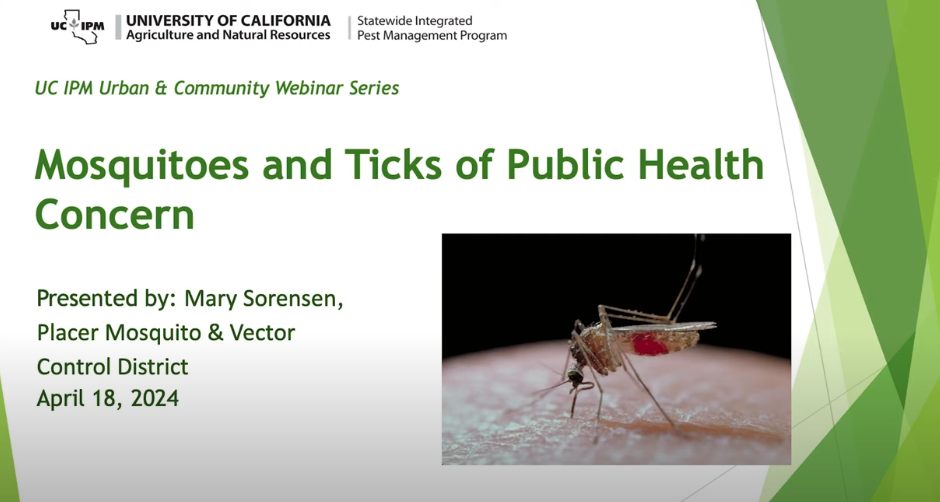 UC IPM
UNIVERSITY OF CALIFORNIA
Agriculture and Natural Resources
Statewide Integrated
Pest Management Program
UC IPM Urban & Community Webinar Series
Mosquitoes and Ticks of Public Health
Concern
Presented by: Mary Sorensen,
Placer Mosquito & Vector
Control District
April 18, 2024